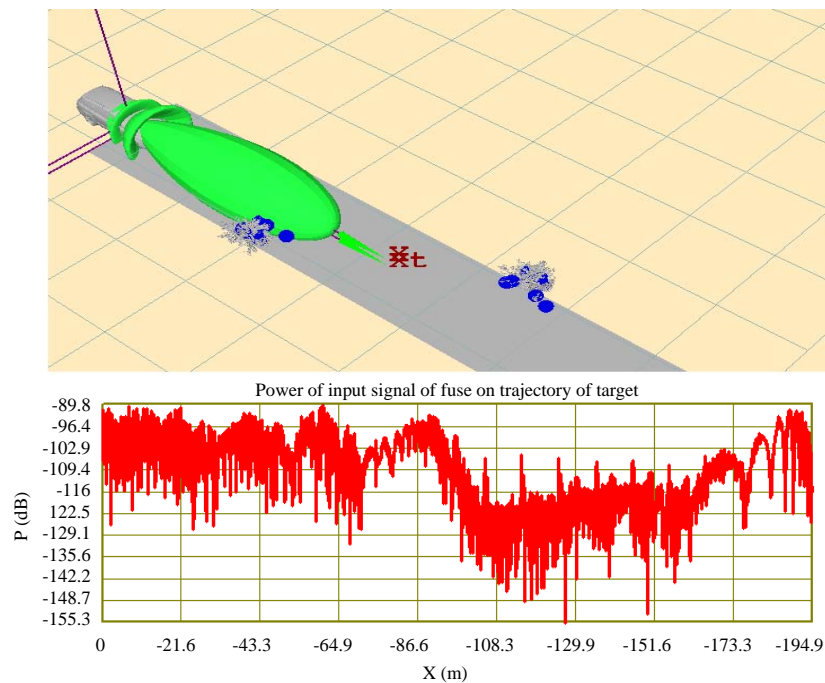 t
Power of input signal of fuse on trajectory of target
P (dB)
-89.8
-96.4
-102.9
-109.4
-116
-122.5
-129.1
-135.6
-142.2
-148.7
-155.3
0 -21.6 -43.3 -64.9 -86.6 -108.3 -129.9 -151.6 -173.3 -194.9
X (m)